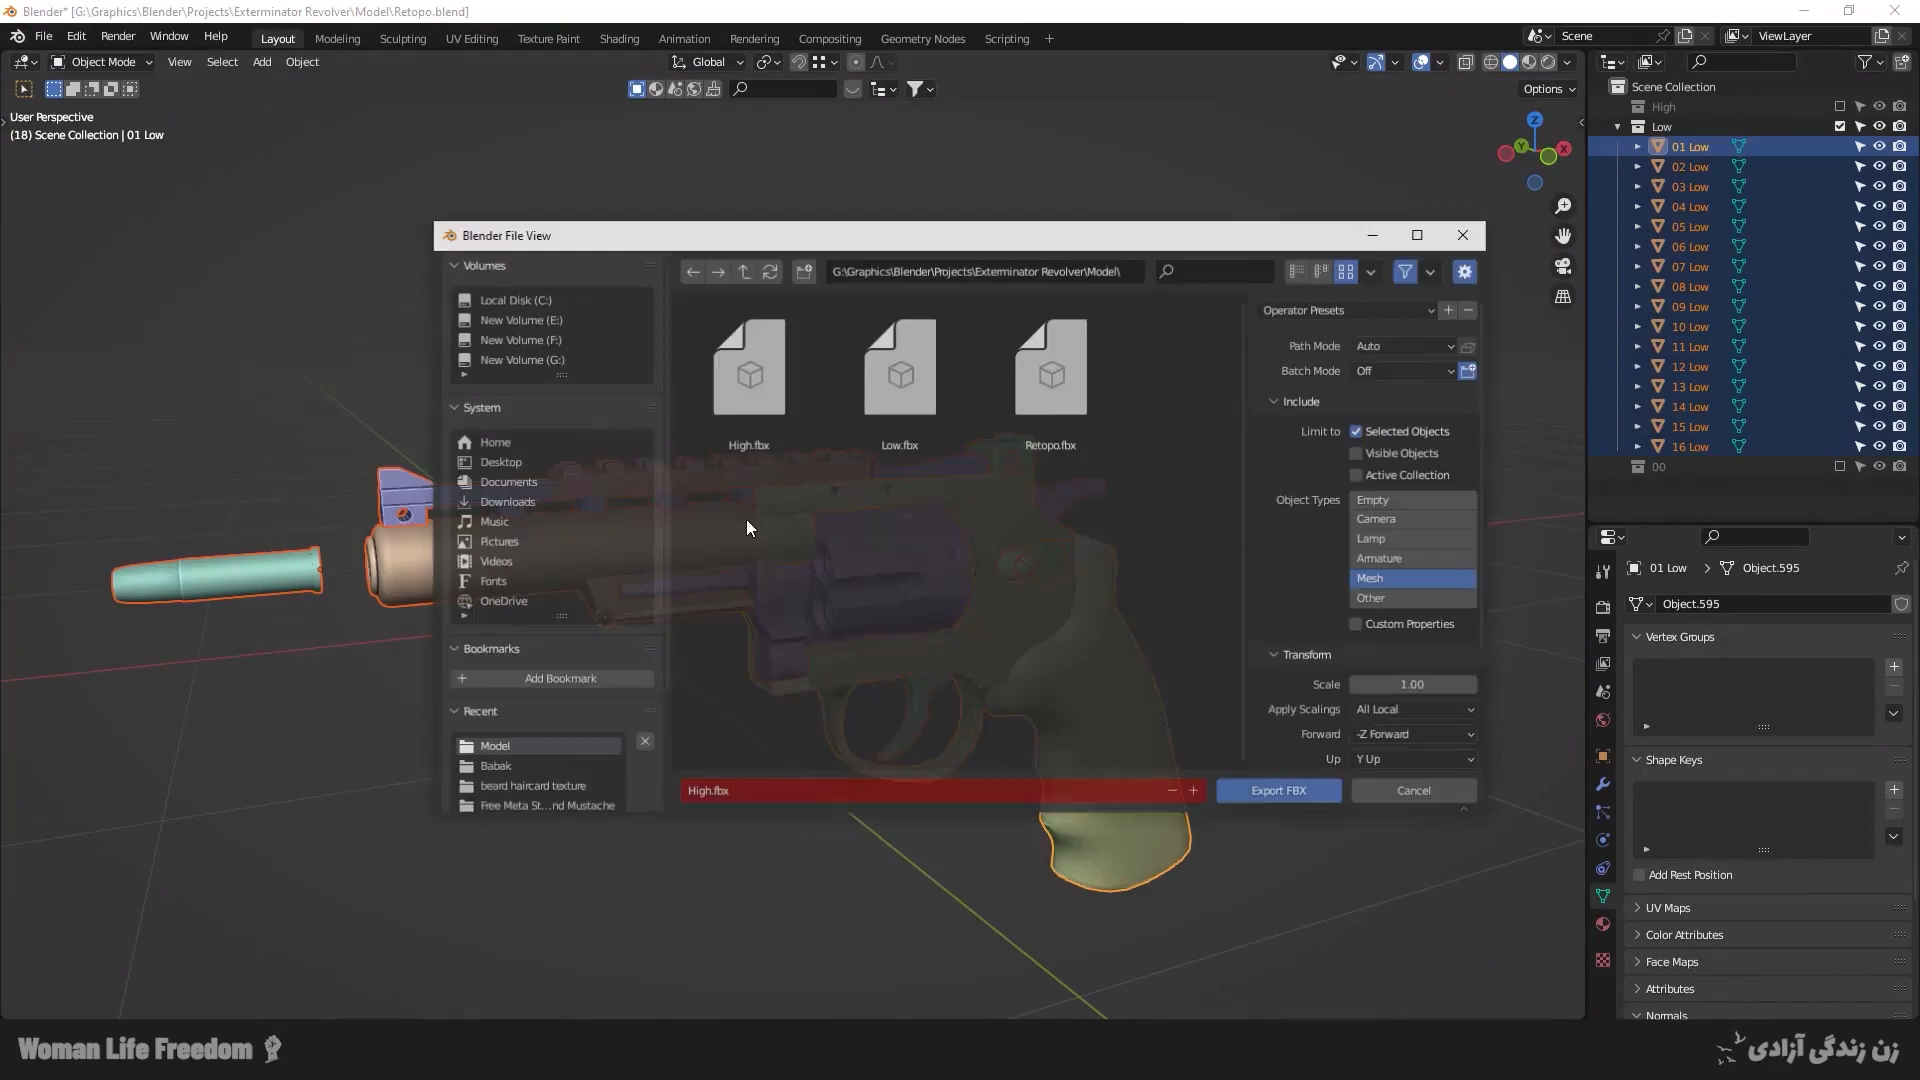 Blender* [G:\Graphics\Blender\Projects\Exterminator Revolver\Model\Retopo.blend]
File Edit Render Window Help
Layout Modeling Sculpting UV Editing Texture Paint Shading Animation Rendering Compositing Geometry Nodes Scripting +
Scene
ViewLayer
Object Mode View Select Add Object
Global
Options
User Perspective
(18) Scene Collection | 01 Low
Z
Y
X
Scene Collection
High
Low
01 Low
02 Low
03 Low
04 Low
05 Low
06 Low
07 Low
08 Low
09 Low
10 Low
11 Low
12 Low
13 Low
14 Low
15 Low
16 Low
00
Blender File View
Volumes
Local Disk (C:)
New Volume (E:)
New Volume (F:)
New Volume (G:)
System
Home
Desktop
Documents
Downloads
Music
Pictures
Videos
Fonts
OneDrive
Bookmarks
Add Bookmark
Recent
Model
Babak
beard haircard texture
Free Meta St...nd Mustache
G:\Graphics\Blender\Projects\Exterminator Revolver\Model\
High.fbx
Low.fbx
Retopo.fbx
Operator Presets
Path Mode Auto
Batch Mode Off
Include
Limit to Selected Objects
Visible Objects
Active Collection
Object Types Empty
Camera
Lamp
Armature
Mesh
Other
Custom Properties
Transform
Scale 1.00
Apply Scalings All Local
Forward -Z Forward
Up Y Up
High.fbx
Export FBX
Cancel
01 Low > Object.595
Object.595
Vertex Groups
Shape Keys
Add Rest Position
UV Maps
Color Attributes
Face Maps
Attributes
Normals
Woman Life Freedom
زن زندگی آزادی